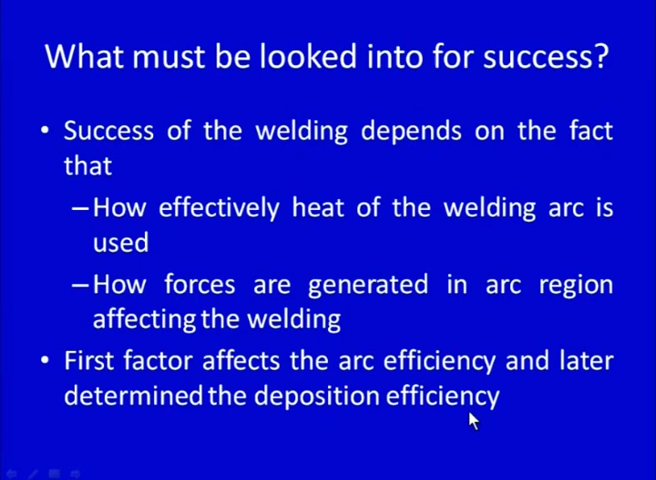 What must be looked into for success?
• Success of the welding depends on the fact
that
–How effectively heat of the welding arc is
used
–How forces are generated in arc region
affecting the welding
• First factor affects the arc efficiency and later
determined the deposition efficiency